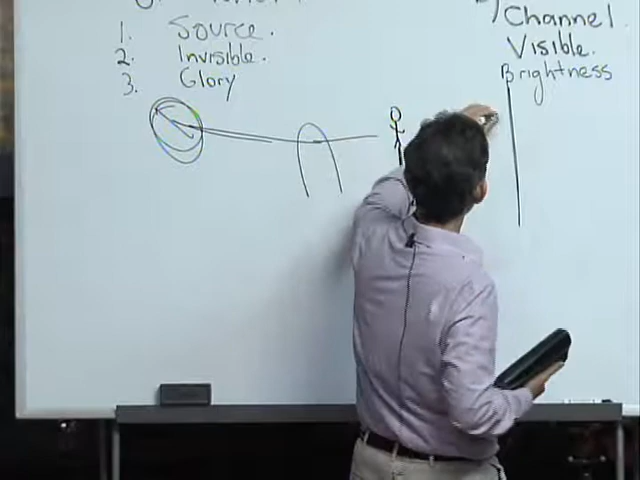 1. Source.
2. Invisible.
3. Glory
Channel.
Visible.
Brightness